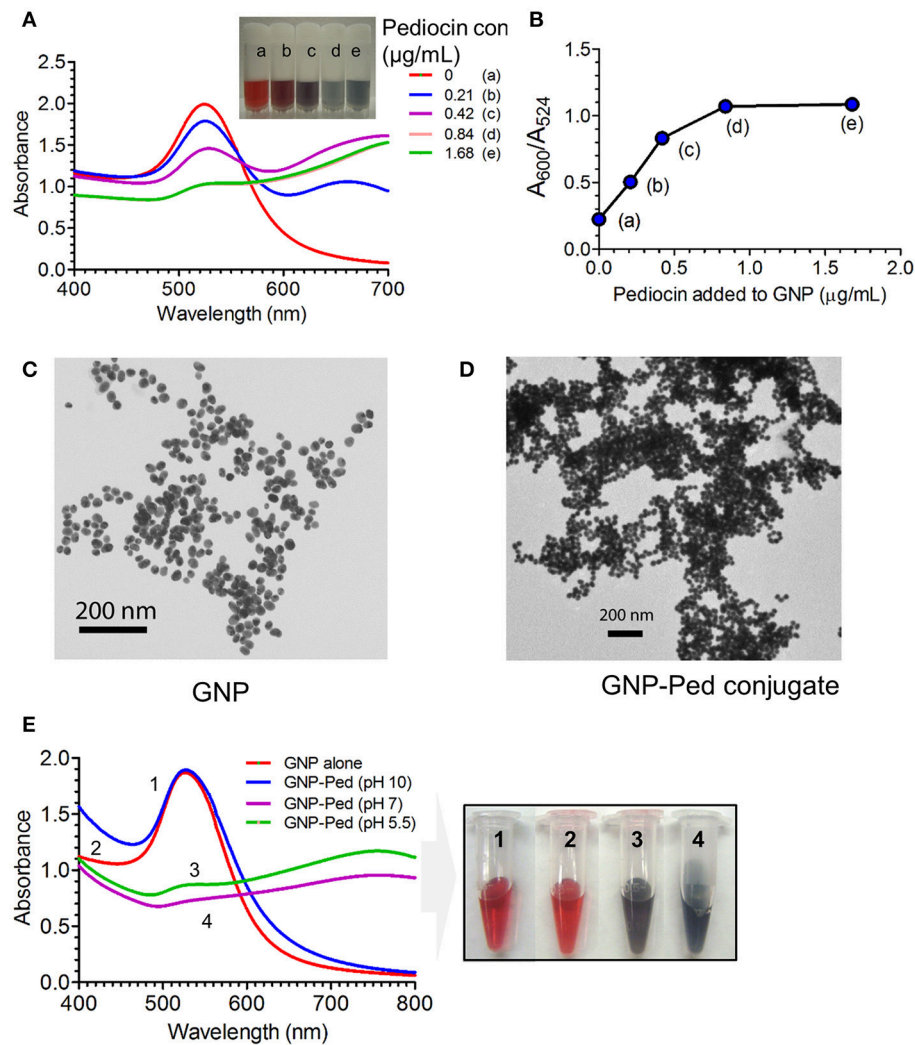 A
Pediocin con
(µg/mL)
a b c d e
0 (a)
0.21 (b)
0.42 (c)
0.84 (d)
1.68 (e)
2.5
2.0
1.5
1.0
0.5
0.0
Absorbance
400 500 600 700
Wavelength (nm)
B
1.5
1.0
0.5
0.0
A600/A524
(a)
(b)
(c)
(d)
(e)
0.0 0.5 1.0 1.5 2.0
Pediocin added to GNP (µg/mL)
C
200 nm
GNP
D
200 nm
GNP-Ped conjugate
E
2.0
1.5
1.0
0.5
0.0
Absorbance
1
2
3
4
GNP alone
GNP-Ped (pH 10)
GNP-Ped (pH 7)
GNP-Ped (pH 5.5)
400 500 600 700 800
Wavelength (nm)
1 2 3 4